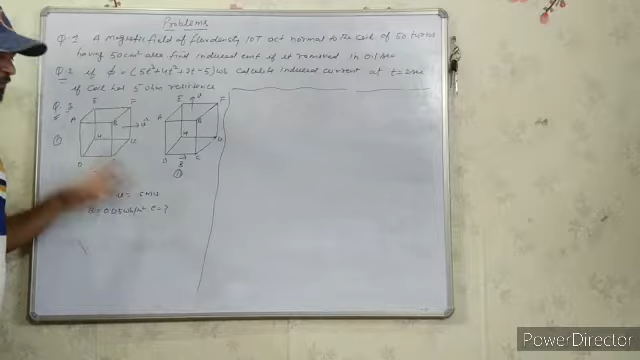 Problems
Q.1 A magnetic field of flux density 10T act normal to the coil of 50 turns
having 50cm² area find induced emf if it removed in 0.1 sec
Q.2 if ϕ = (5t³+4t²+2t-5)wb calculate induced current at t=2sec
if coil has 5 ohm resistance
Q.3
E F
A B
H
D
①
E F
A B
H
D C
B
①
e=?
PowerDirector